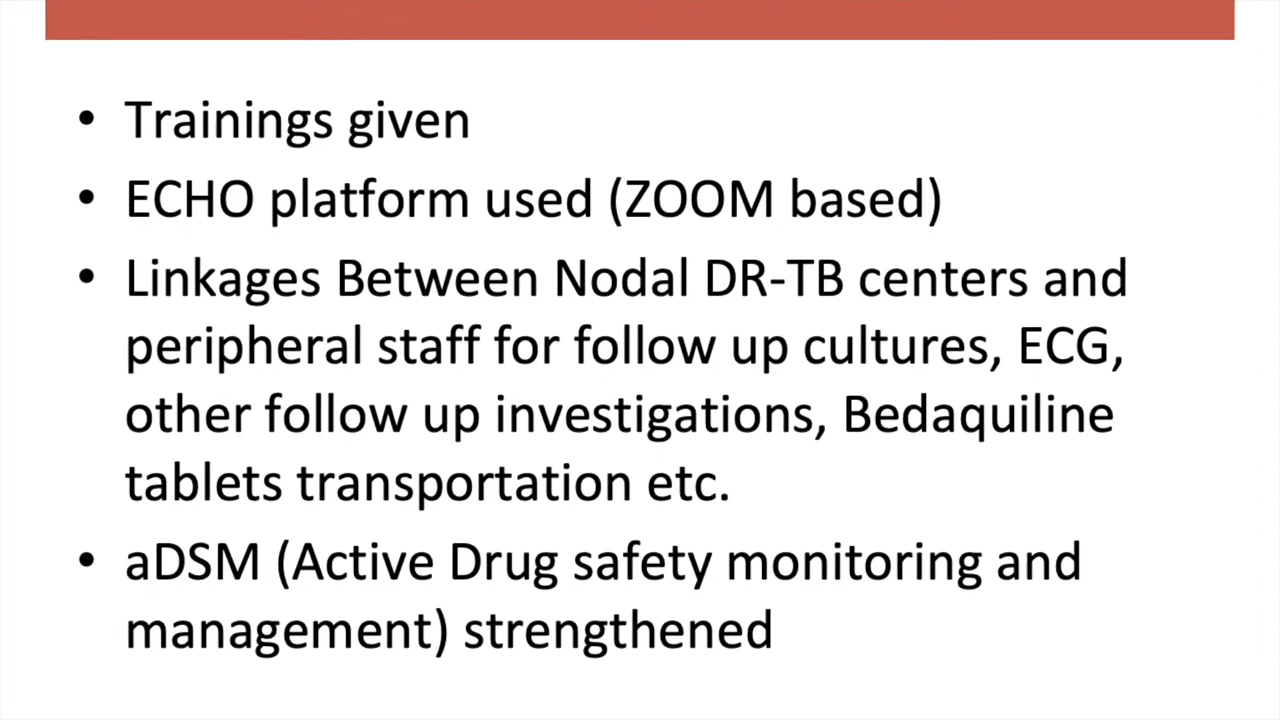 • Trainings given
• ECHO platform used (ZOOM based)
• Linkages Between Nodal DR-TB centers and
peripheral staff for follow up cultures, ECG,
other follow up investigations, Bedaquiline
tablets transportation etc.
• aDSM (Active Drug safety monitoring and
management) strengthened